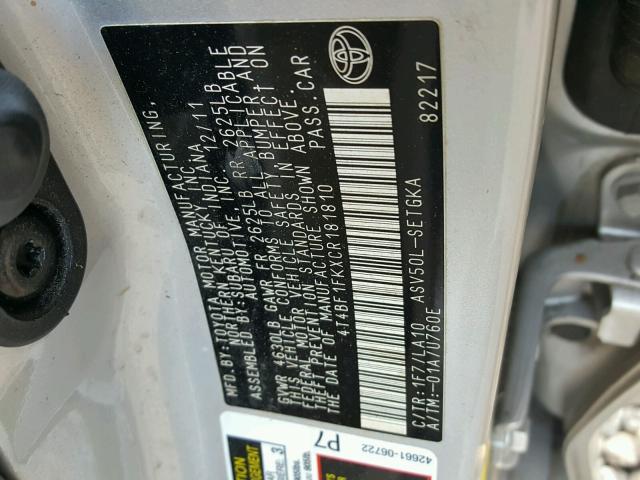 MFD. BY:TOYOTA MOTOR MANUFACTURING,
NORTHERN KENTUCKY, INC.
ASSEMBLED BY:SUBARU OF INDIANA
AUTOMOTIVE, INC. 12/11
GVWR 4630LB GAWR FR 2625LB RR 2625LB
THIS VEHICLE CONFORMS TO ALL APPLICABLE
FEDERAL MOTOR VEHICLE SAFETY, BUMPER, AND
THEFT PREVENTION STANDARDS IN EFFECT ON
THE DATE OF MANUFACTURE SHOWN ABOVE.
4T4BF1FKXCR181810 PASS. CAR
C/TR:1F7/LA10 ASV50L-SETGKA
A/TM:-01A/U760E 82217
TOYOTA
42661-06722
P7
3